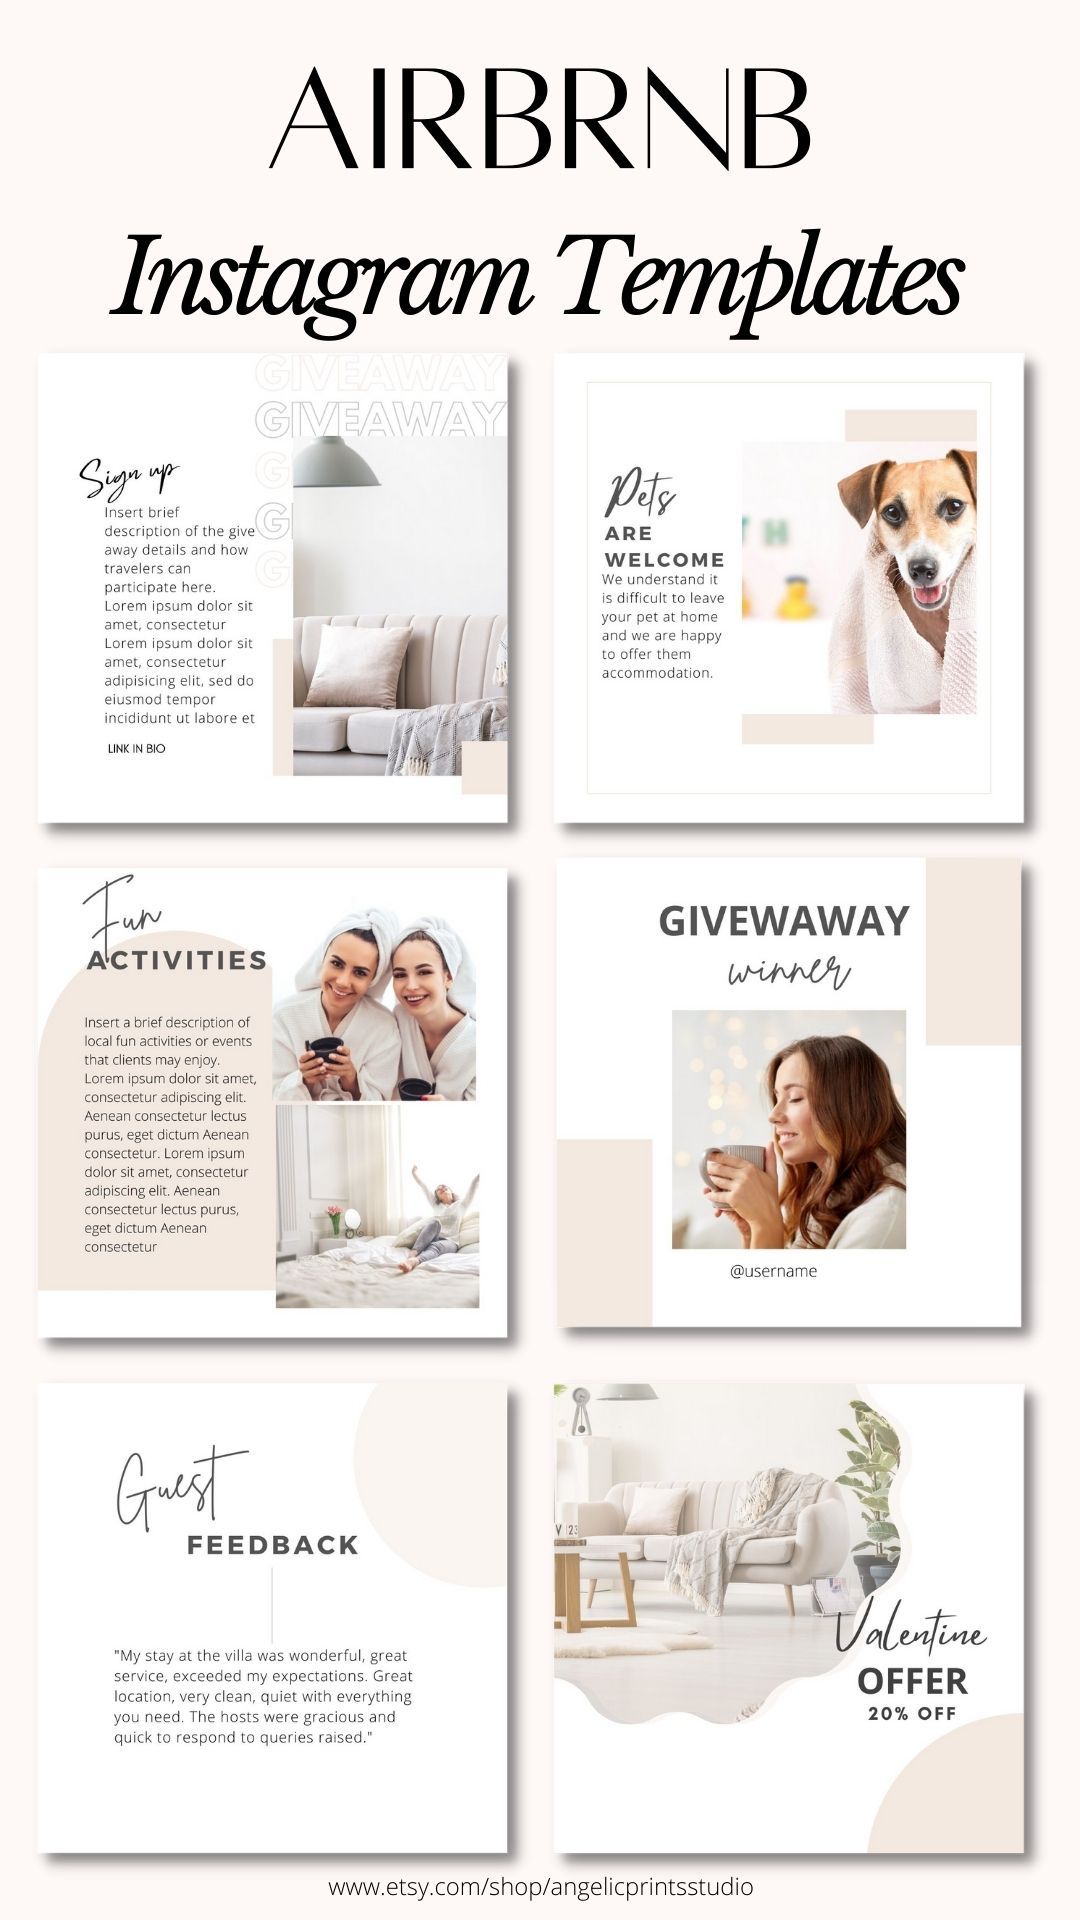 AIRBRNB
Instagram Templates
GIVEAWAY
GIVEAWAY
G
GI
G
Sign up
Insert brief
description of the give
away details and how
travelers can
participate here.
Lorem ipsum dolor sit
amet, consectetur
Lorem ipsum dolor sit
amet, consectetur
adipisicing elit, sed do
eiusmod tempor
incididunt ut labore et
LINK IN BIO
Pets
ARE
WELCOME
We understand it
is difficult to leave
your pet at home
and we are happy
to offer them
accommodation.
TH
Fun
ACTIVITIES
Insert a brief description of
local fun activities or events
that clients may enjoy.
Lorem ipsum dolor sit amet,
consectetur adipiscing elit.
Aenean consectetur lectus
purus, eget dictum Aenean
consectetur. Lorem ipsum
dolor sit amet, consectetur
adipiscing elit. Aenean
consectetur lectus purus,
eget dictum Aenean
consectetur
GIVEWAWAY
winner
@username
Guest
FEEDBACK
"My stay at the villa was wonderful, great
service, exceeded my expectations. Great
location, very clean, quiet with everything
you need. The hosts were gracious and
quick to respond to queries raised."
V 23
Valentine
OFFER
20% OFF
www.etsy.com/shop/angelicprintsstudio